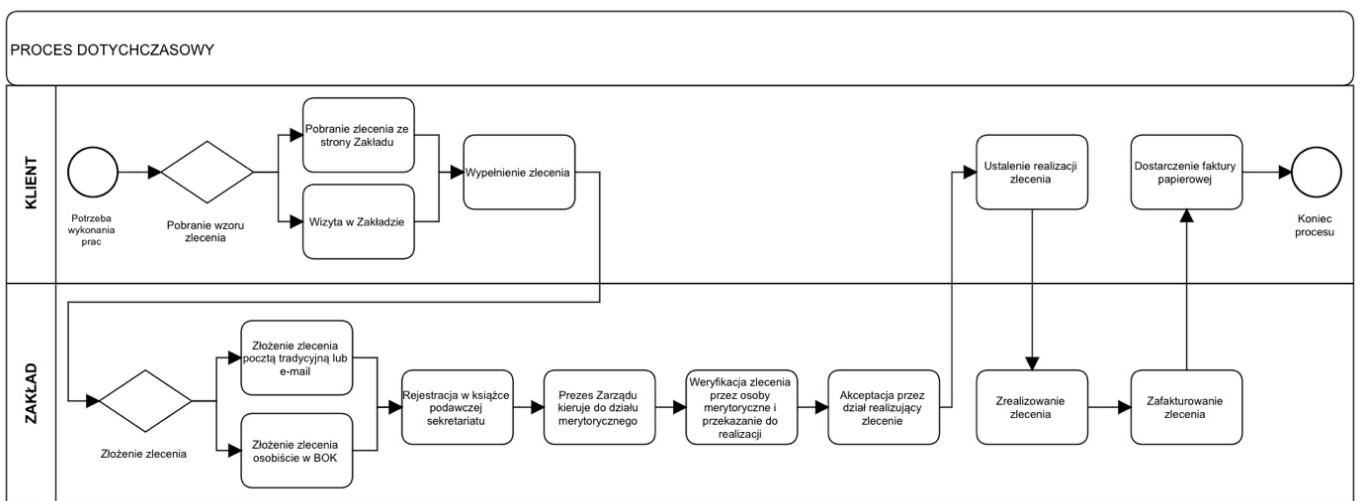 PROCES DOTYCHCZASOWY
KLIENT
Potrzeba
wykonania
prac
Pobranie wzoru
zlecenia
Pobranie zlecenia ze
strony Zakładu
Wizyta w Zakładzie
Wypełnienie zlecenia
Ustalenie realizacji
zlecenia
Dostarczenie faktury
papierowej
Koniec
procesu
ZAKŁAD
Złożenie zlecenia
Złożenie zlecenia
pocztą tradycyjną lub
e-mail
Złożenie zlecenia
osobiście w BOK
Rejestracja w książce
podawczej
sekretariatu
Prezes Zarządu
kieruje do działu
merytorycznego
Weryfikacja zlecenia
przez osoby
merytoryczne i
przekazanie do
realizacji
Akceptacja przez
dział realizujący
zlecenie
Zrealizowanie
zlecenia
Zafakturowanie
zlecenia